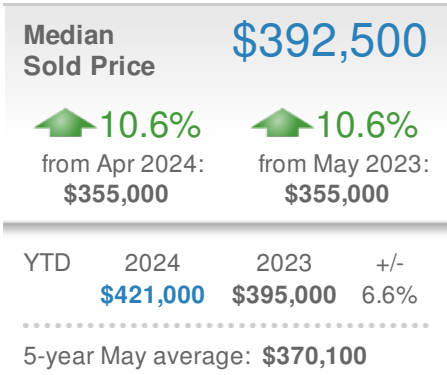 Median
Sold Price
$392,500
10.6% 10.6%
from Apr 2024: from May 2023:
$355,000 $355,000
YTD 2024 2023 +/-
$421,000 $395,000 6.6%
5-year May average: $370,100